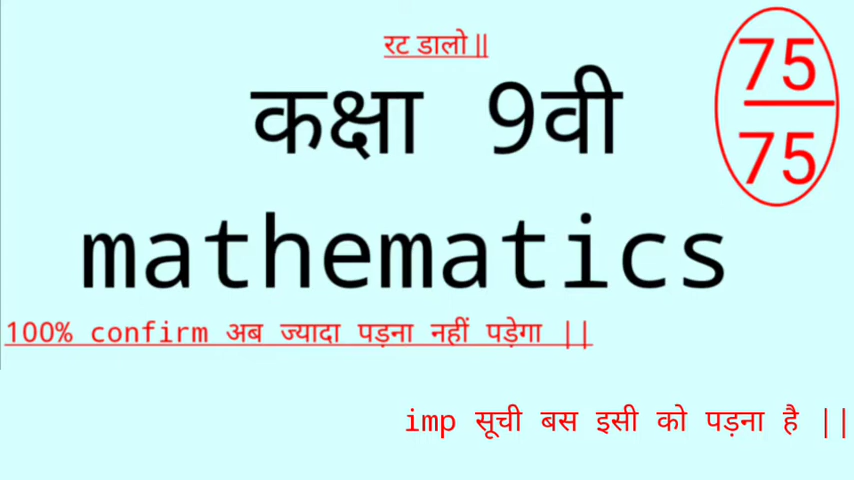 रट डालो ||
कक्षा 9वी
75
75
mathematics
100% confirm अब ज्यादा पड़ना नहीं पड़ेगा ||
imp सूची बस इसी को पड़ना है ||